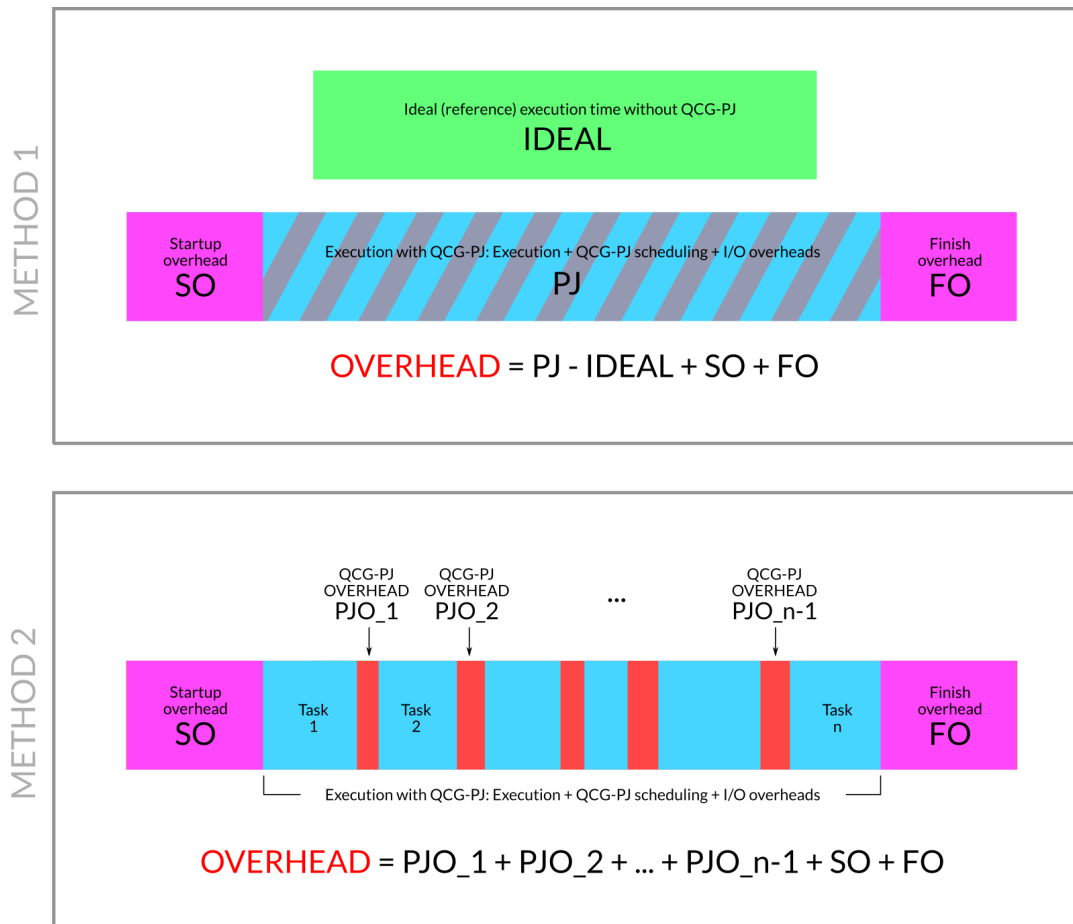 METHOD 1
Ideal (reference) execution time without QCG-PJ
IDEAL
Startup
overhead
SO
Execution with QCG-PJ: Execution + QCG-PJ scheduling + I/O overheads
PJ
Finish
overhead
FO
OVERHEAD = PJ - IDEAL + SO + FO
METHOD 2
QCG-PJ
OVERHEAD
PJO_1
QCG-PJ
OVERHEAD
PJO_2
...
QCG-PJ
OVERHEAD
PJO_n-1
Startup
overhead
SO
Task
1
Task
2
Task
n
Finish
overhead
FO
Execution with QCG-PJ: Execution + QCG-PJ scheduling + I/O overheads
OVERHEAD = PJO_1 + PJO_2 + ... + PJO_n-1 + SO + FO